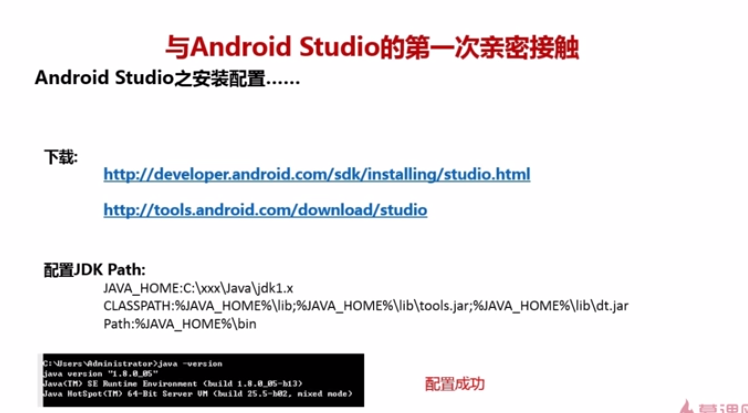 与Android Studio的第一次亲密接触
Android Studio之安装配置……
下载:
http://developer.android.com/sdk/installing/studio.html
http://tools.android.com/download/studio
配置JDK Path:
JAVA_HOME:C:\xxx\Java\jdk1.x
CLASSPATH:%JAVA_HOME%\lib;%JAVA_HOME%\lib\tools.jar;%JAVA_HOME%\lib\dt.jar
Path:%JAVA_HOME%\bin
C:\Users\Administrator>java -version
java version "1.8.0_05"
Java(TM) SE Runtime Environment (build 1.8.0_05-b13)
Java HotSpot(TM) 64-Bit Server VM (build 25.5-b02, mixed mode)
配置成功